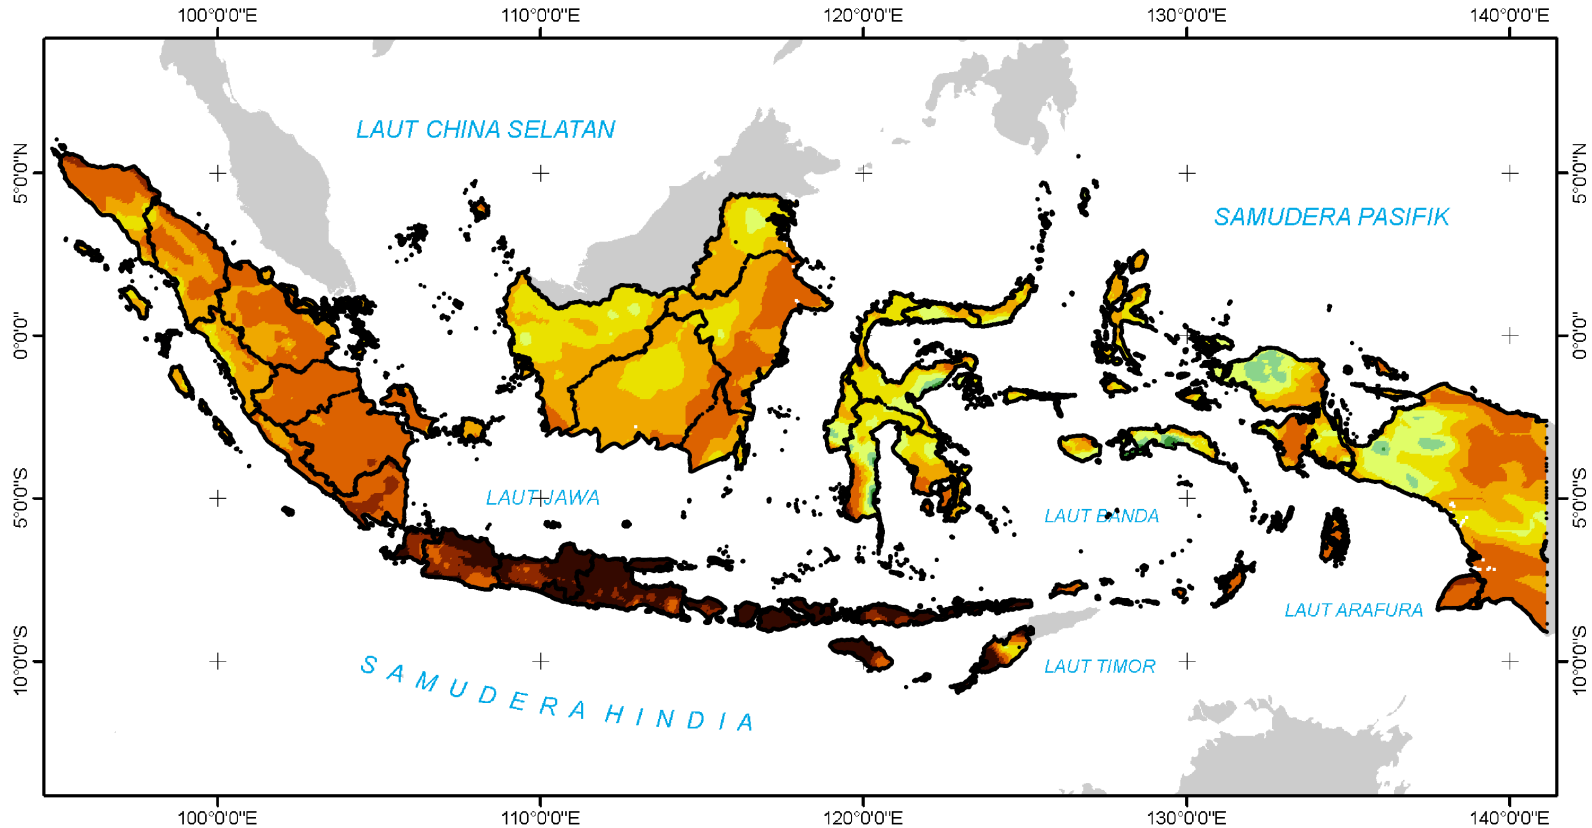 100°0'0"E 110°0'0"E 120°0'0"E 130°0'0"E 140°0'0"E
LAUT CHINA SELATAN
5°0'0"N 5°0'0"N
SAMUDERA PASIFIK
0°0'0" 0°0'0"
LAUT JAWA
5°0'0"S 5°0'0"S
LAUT BANDA
LAUT ARAFURA
10°0'0"S 10°0'0"S
LAUT TIMOR
SAMUDERA HINDIA
100°0'0"E 110°0'0"E 120°0'0"E 130°0'0"E 140°0'0"E